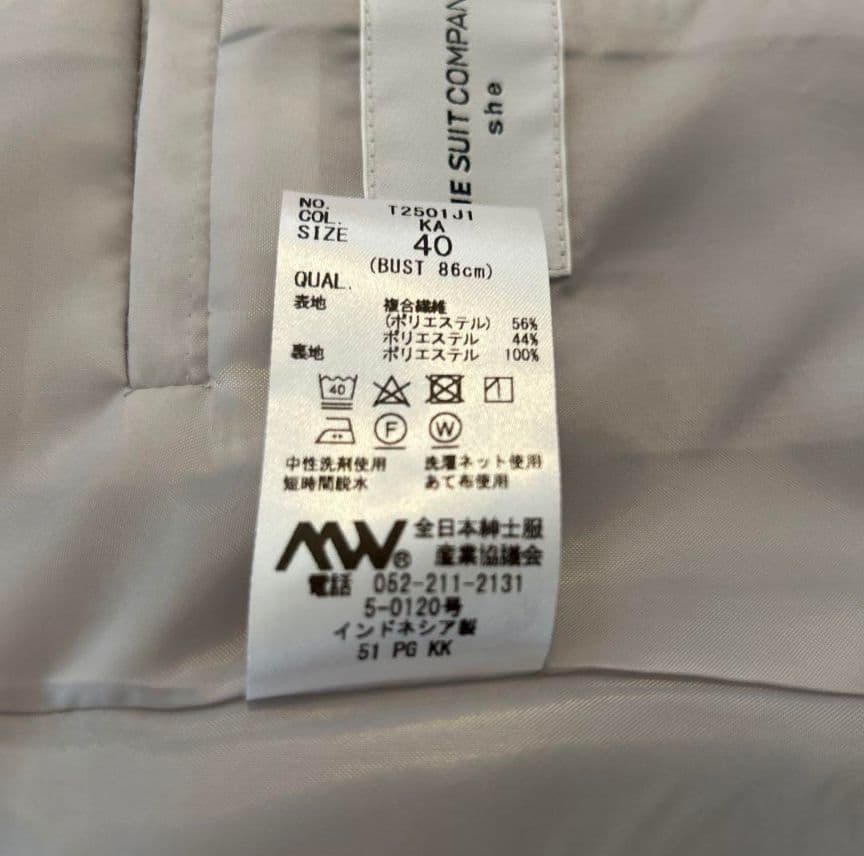 IE SUIT COMPAN
she
NO. T2501J1
COL. KA
SIZE 40
(BUST 86cm)
QUAL.
表地 複合繊維
(ポリエステル) 56%
ポリエステル 44%
裏地 ポリエステル 100%
40
F W
中性洗剤使用 洗濯ネット使用
短時間脱水 あて布使用
MW® 全日本紳士服
産業協議会
電話 052-211-2131
5-0120号
インドネシア製
51 PG KK